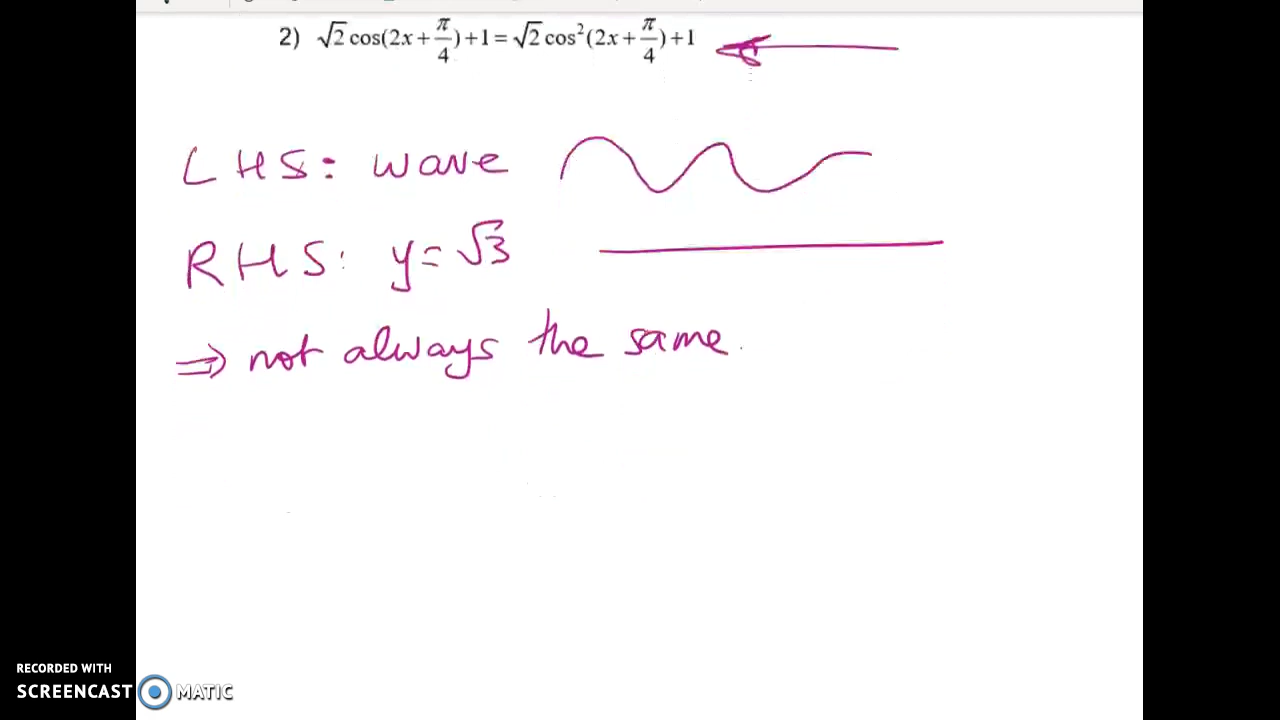 2) √2 cos(2x + π/4) + 1 = √2 cos²(2x + π/4) + 1
LHS: wave
RHS: y = √3
⇒ not always the same.
RECORDED WITH
SCREENCAST MATIC